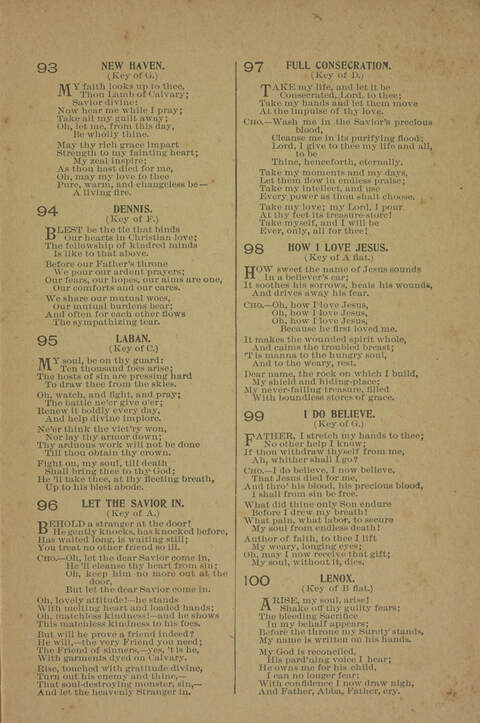 93 NEW HAVEN.
(Key of G.)
MY faith looks up to thee,
Thou Lamb of Calvary;
Savior divine:
Now hear me while I pray;
Take all my guilt away;
Oh, let me, from this day,
Be wholly thine.
May thy rich grace impart
Strength to my fainting heart;
My zeal inspire;
As thou hast died for me,
Oh, may my love to thee
Pure, warm, and changeless be—
A living fire.
94 DENNIS.
(Key of F.)
BLEST be the tie that binds
Our hearts in Christian love;
The fellowship of kindred minds
Is like to that above.
Before our Father's throne
We pour our ardent prayers;
Our fears, our hopes, our aims are one,
Our comforts and our cares.
We share our mutual woes,
Our mutual burdens bear;
And often for each other flows
The sympathizing tear.
95 LABAN.
(Key of C.)
MY soul, be on thy guard;
Ten thousand foes arise;
The hosts of sin are pressing hard
To draw thee from the skies.
Oh, watch, and fight, and pray;
The battle ne'er give o'er;
Renew it boldly every day,
And help divine implore.
Ne'er think the vict'ry won,
Nor lay thy armor down;
Thy arduous work will not be done
Till thou obtain thy crown.
Fight on, my soul, till death
Shall bring thee to thy God;
He 'll take thee, at thy fleeting breath,
Up to his blest abode.
96 LET THE SAVIOR IN.
(Key of A.)
BEHOLD a stranger at the door!
He gently knocks, has knocked before,
Has waited long, is waiting still;
You treat no other friend so ill.
CHO.—Oh, let the dear Savior come in,
He 'll cleanse thy heart from sin;
Oh, keep him no more out at the
door,
But let the dear Savior come in.
Oh, lovely attitude!—he stands
With melting heart and loaded hands;
Oh, matchless kindness!—and he shows
This matchless kindness to his foes.
But will he prove a friend indeed?
He will,—the very Friend you need;
The Friend of sinners,—yes, 't is he,
With garments dyed on Calvary.
Rise, touched with gratitude divine,
Turn out his enemy and thine,—
That soul-destroying monster, sin,—
And let the heavenly Stranger in.
97 FULL CONSECRATION.
(Key of D.)
TAKE my life, and let it be
Consecrated, Lord, to thee;
Take my hands and let them move
At the impulse of thy love.
CHO.—Wash me in the Savior's precious
blood,
Cleanse me in its purifying flood;
Lord, I give to thee my life and all,
to be
Thine, henceforth, eternally.
Take my moments and my days,
Let them flow in endless praise;
Take my intellect, and use
Every power as thou shalt choose.
Take my love; my Lord, I pour
At thy feet its treasure-store!
Take myself, and I will be
Ever, only, all for thee!
98 HOW I LOVE JESUS.
(Key of A flat.)
HOW sweet the name of Jesus sounds
In a believer's ear;
It soothes his sorrows, heals his wounds,
And drives away his fear.
CHO.—Oh, how I love Jesus,
Oh, how I love Jesus,
Oh, how I love Jesus,
Because he first loved me.
It makes the wounded spirit whole,
And calms the troubled breast;
'Tis manna to the hungry soul,
And to the weary, rest.
Dear name, the rock on which I build,
My shield and hiding-place;
My never-failing treasure, filled
With boundless stores of grace.
99 I DO BELIEVE.
(Key of G.)
FATHER, I stretch my hands to thee;
No other help I know;
If thou withdraw thyself from me,
Ah, whither shall I go?
CHO.—I do believe, I now believe,
That Jesus died for me,
And thro' his blood, his precious blood,
I shall from sin be free.
What did thine only Son endure
Before I drew my breath!
What pain, what labor, to secure
My soul from endless death!
Author of faith, to thee I lift
My weary, longing eyes;
Oh, may I now receive that gift;
My soul, without it, dies.
100 LENOX.
(Key of B flat.)
ARISE, my soul, arise!
Shake off thy guilty fears;
The bleeding Sacrifice
In my behalf appears;
Before the throne my Surety stands,
My name is written on his hands.
My God is reconciled,
His pard'ning voice I hear;
He owns me for his child,
I can no longer fear;
With confidence I now draw nigh,
And Father, Abba, Father, cry.